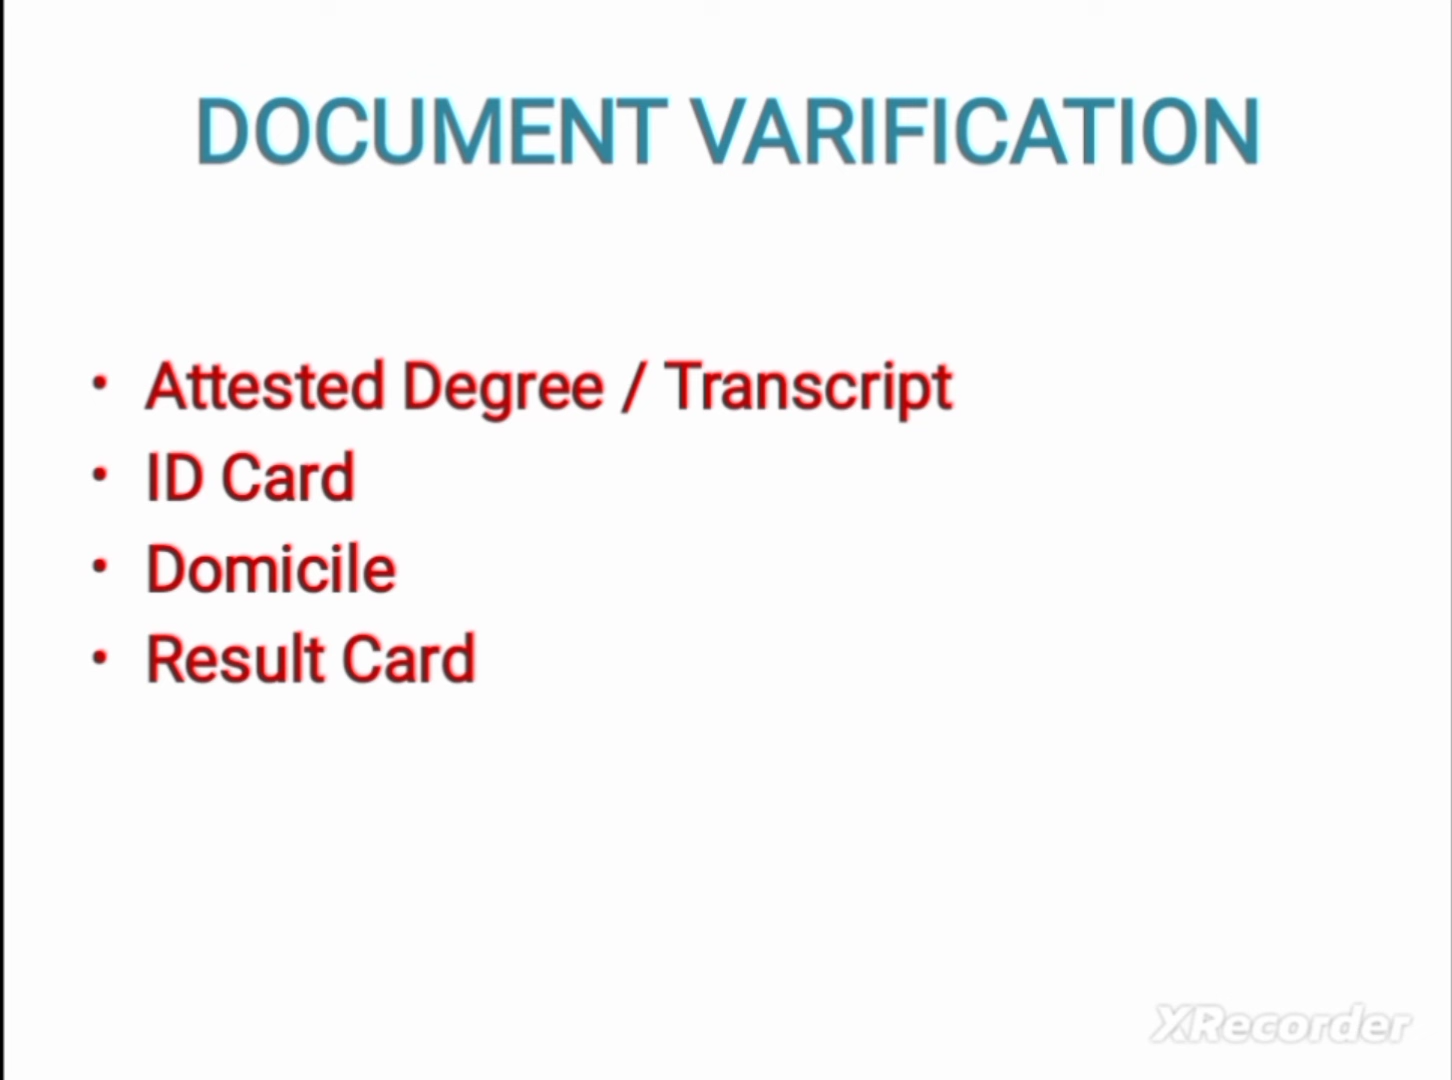 DOCUMENT VARIFICATION
• Attested Degree / Transcript
• ID Card
• Domicile
• Result Card
XRecorder